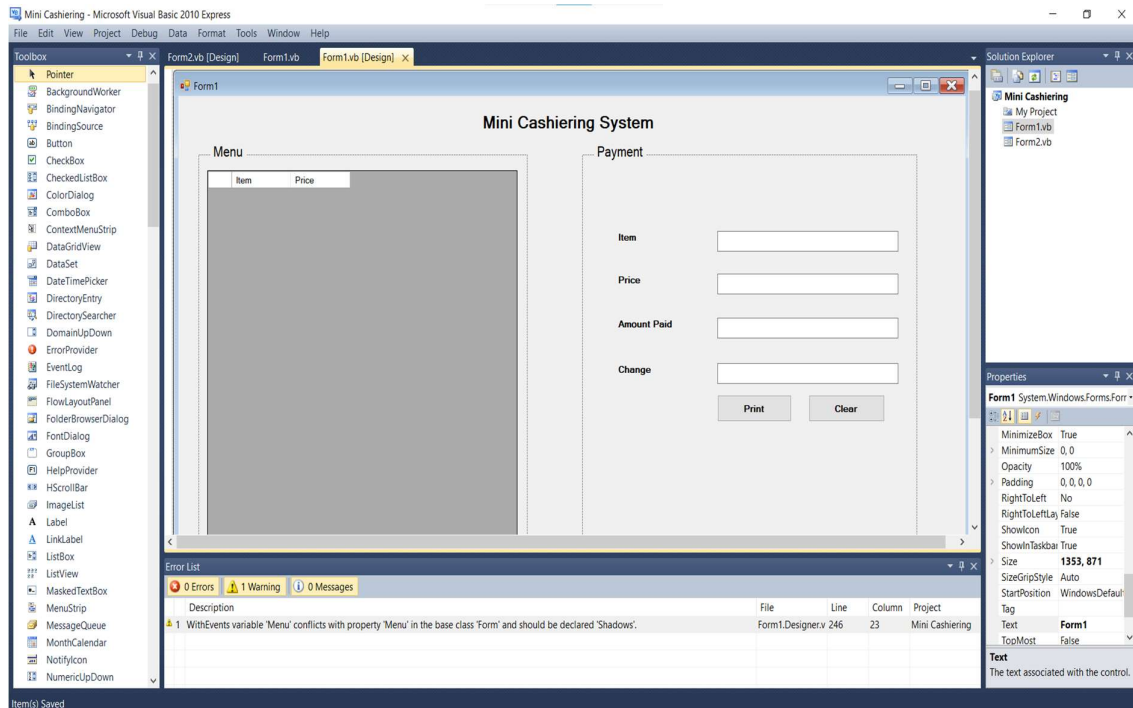 Mini Cashiering - Microsoft Visual Basic 2010 Express
File Edit View Project Debug Data Format Tools Window Help
Toolbox
Pointer
BackgroundWorker
BindingNavigator
BindingSource
Button
CheckBox
CheckedListBox
ColorDialog
ComboBox
ContextMenuStrip
DataGridView
DataSet
DateTimePicker
DirectoryEntry
DirectorySearcher
DomainUpDown
ErrorProvider
EventLog
FileSystemWatcher
FlowLayoutPanel
FolderBrowserDialog
FontDialog
GroupBox
HelpProvider
HScrollBar
ImageList
Label
LinkLabel
ListBox
ListView
MaskedTextBox
MenuStrip
MessageQueue
MonthCalendar
NotifyIcon
NumericUpDown
Form2.vb [Design] Form1.vb Form1.vb [Design]
Form1
Mini Cashiering System
Menu
Item Price
Payment
Item
Price
Amount Paid
Change
Print Clear
Error List
0 Errors 1 Warning 0 Messages
Description File Line Column Project
1 WithEvents variable 'Menu' conflicts with property 'Menu' in the base class 'Form' and should be declared 'Shadows'. Form1.Designer.v 246 23 Mini Cashiering
Solution Explorer
Mini Cashiering
My Project
Form1.vb
Form2.vb
Properties
Form1 System.Windows.Forms.Forr
MinimizeBox True
MinimumSize 0, 0
Opacity 100%
Padding 0, 0, 0, 0
RightToLeft No
RightToLeftLay False
ShowIcon True
ShowInTaskbar True
Size 1353, 871
SizeGripStyle Auto
StartPosition WindowsDefault
Tag
Text Form1
TopMost False
Text
The text associated with the control.
Item(s) Saved